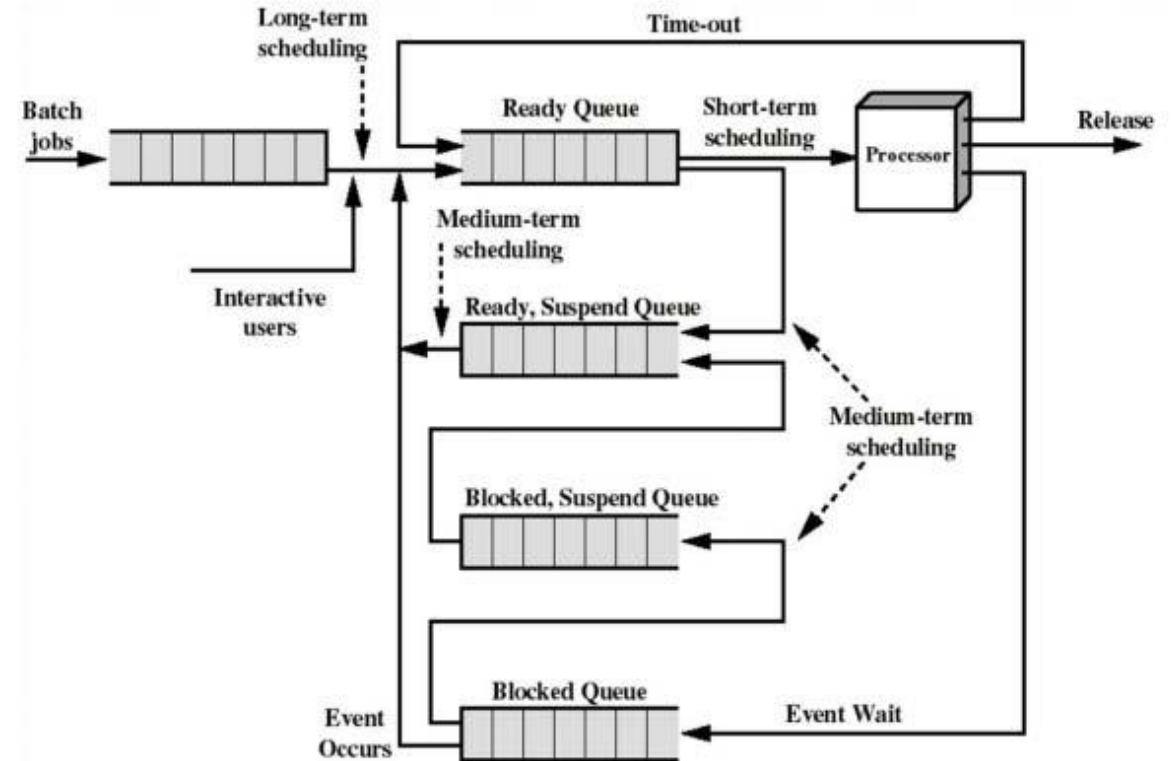 Long-term
scheduling
Time-out
Batch
jobs
Ready Queue
Short-term
scheduling
Processor
Release
Medium-term
scheduling
Interactive
users
Ready, Suspend Queue
Medium-term
scheduling
Blocked, Suspend Queue
Blocked Queue
Event
Occurs
Event Wait